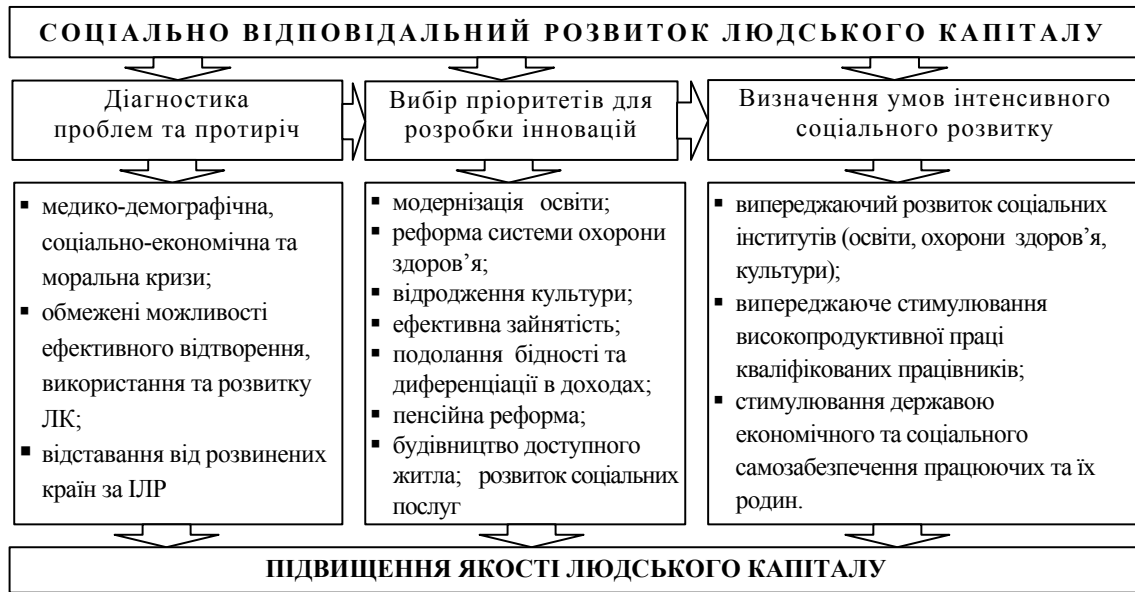 СОЦІАЛЬНО ВІДПОВІДАЛЬНИЙ РОЗВИТОК ЛЮДСЬКОГО КАПІТАЛУ
Діагностика
проблем та протиріч
Вибір пріоритетів для
розробки інновацій
Визначення умов інтенсивного
соціального розвитку
▪ медико-демографічна,
соціально-економічна та
моральна кризи;
▪ обмежені можливості
ефективного відтворення,
використання та розвитку
ЛК;
▪ відставання від розвинених
країн за ІЛР
▪ модернізація освіти;
▪ реформа системи охорони
здоров’я;
▪ відродження культури;
▪ ефективна зайнятість;
▪ подолання бідності та
диференціації в доходах;
▪ пенсійна реформа;
▪ будівництво доступного
житла; розвиток соціальних
послуг
▪ випереджаючий розвиток соціальних
інститутів (освіти, охорони здоров’я,
культури);
▪ випереджаюче стимулювання
високопродуктивної праці
кваліфікованих працівників;
▪ стимулювання державою
економічного та соціального
самозабезпечення працюючих та їх
родин.
ПІДВИЩЕННЯ ЯКОСТІ ЛЮДСЬКОГО КАПІТАЛУ